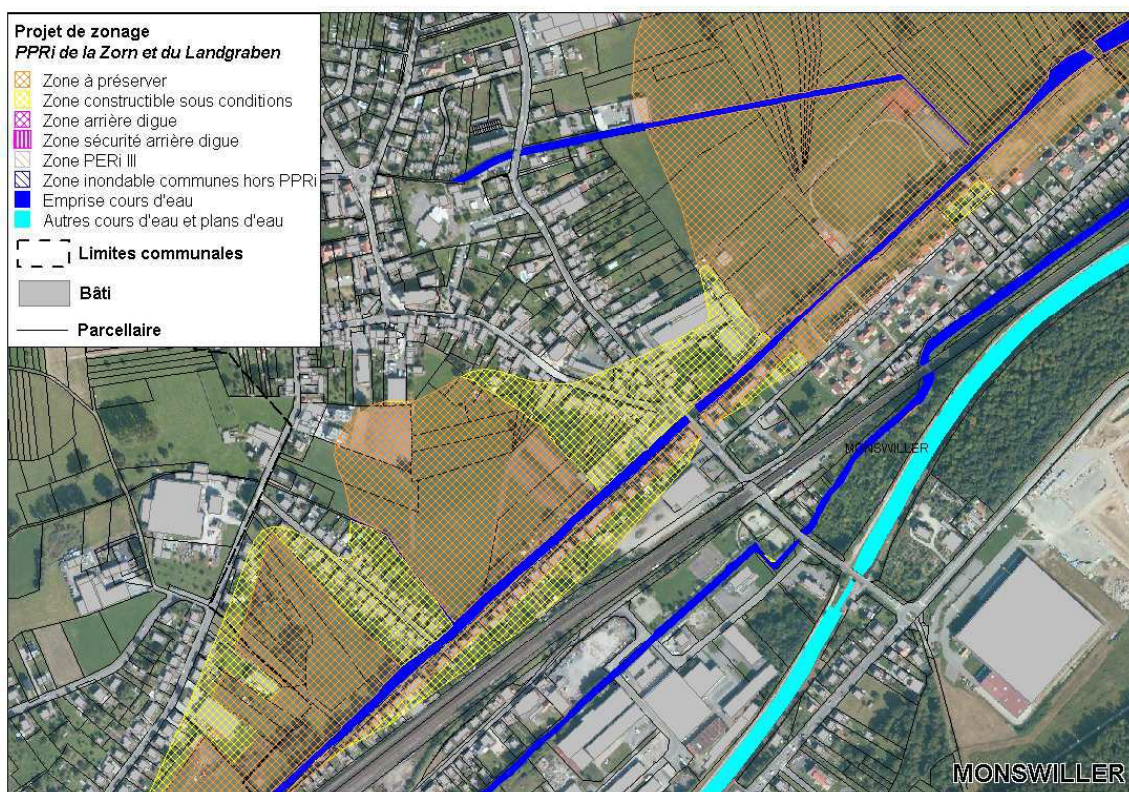 Projet de zonage
PPRi de la Zorn et du Landgraben
Zone à préserver
Zone constructible sous conditions
Zone arrière digue
Zone sécurité arrière digue
Zone PERi III
Zone inondable communes hors PPRi
Emprise cours d'eau
Autres cours d'eau et plans d'eau
Limites communales
Bâti
Parcellaire
MONSWILLER
MONSWILLER